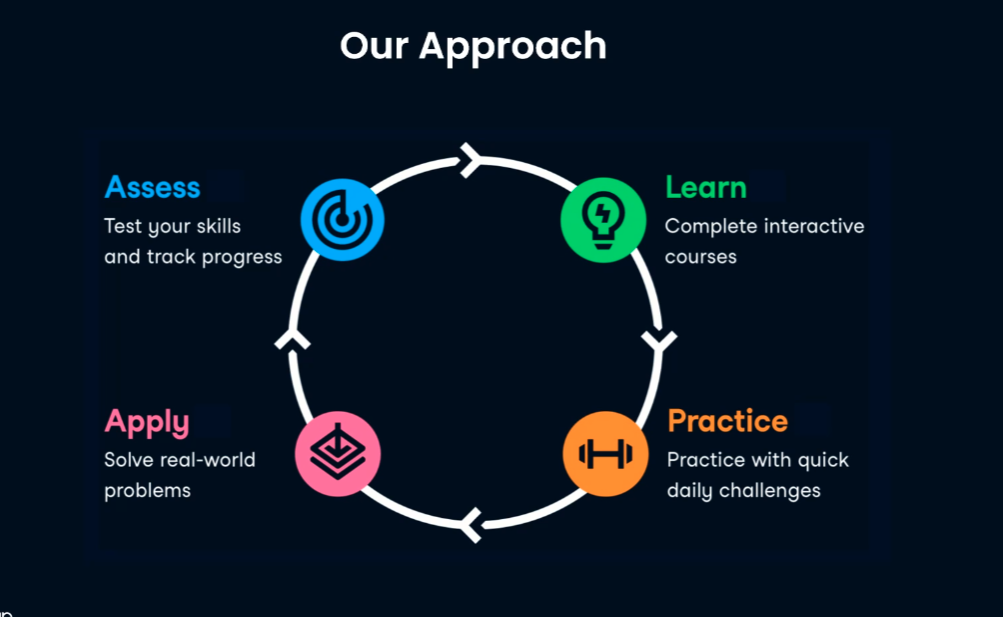 Our Approach
Assess
Test your skills
and track progress
Learn
Complete interactive
courses
Apply
Solve real-world
problems
Practice
Practice with quick
daily challenges